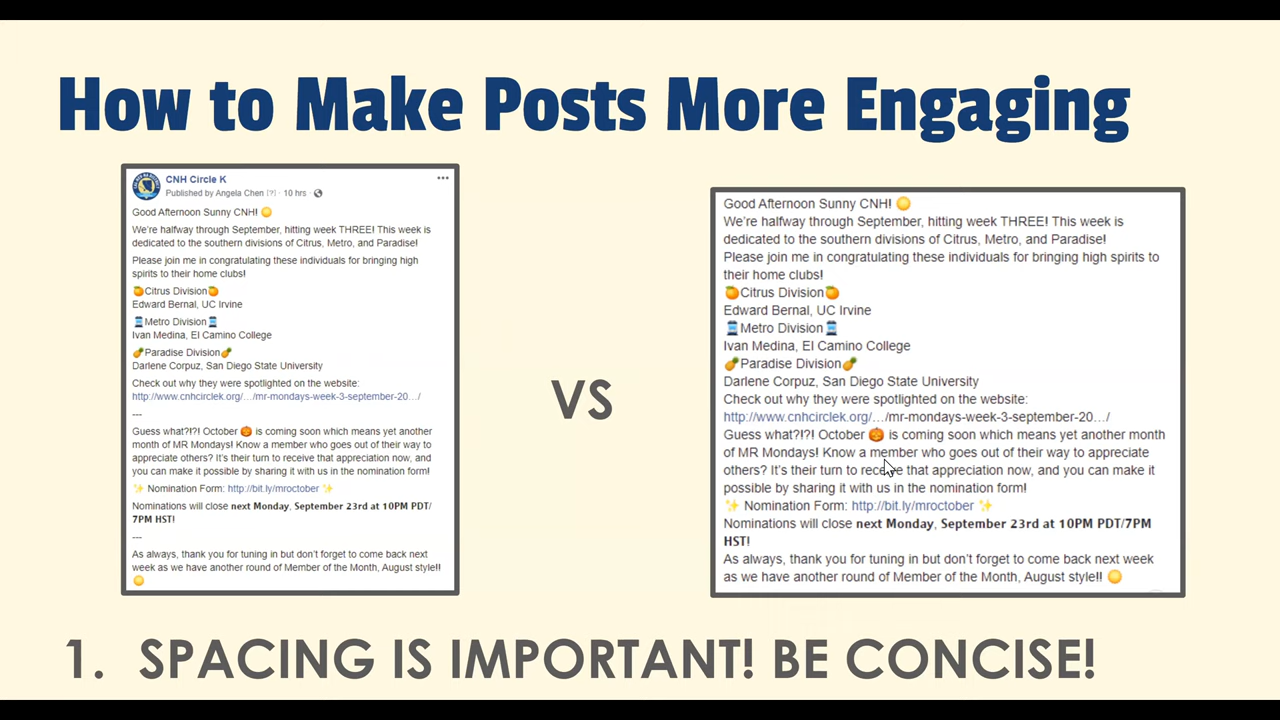 How to Make Posts More Engaging
CNH Circle K
Published by Angela Chen [?] · 10 hrs ·
Good Afternoon Sunny CNH!
We're halfway through September, hitting week THREE! This week is
dedicated to the southern divisions of Citrus, Metro, and Paradise!
Please join me in congratulating these individuals for bringing high
spirits to their home clubs!
🍊Citrus Division🍊
Edward Bernal, UC Irvine
🚆Metro Division🚆
Ivan Medina, El Camino College
🍍Paradise Division🍍
Darlene Corpuz, San Diego State University
Check out why they were spotlighted on the website:
http://www.cnhcirclek.org/…/mr-mondays-week-3-september-20…/
---
Guess what?!?! October 🎃 is coming soon which means yet another
month of MR Mondays! Know a member who goes out of their way to
appreciate others? It's their turn to receive that appreciation now, and
you can make it possible by sharing it with us in the nomination form!
✨ Nomination Form: http://bit.ly/mroctober ✨
Nominations will close next Monday, September 23rd at 10PM PDT/
7PM HST!
---
As always, thank you for tuning in but don't forget to come back next
week as we have another round of Member of the Month, August style!!
VS
Good Afternoon Sunny CNH!
We're halfway through September, hitting week THREE! This week is
dedicated to the southern divisions of Citrus, Metro, and Paradise!
Please join me in congratulating these individuals for bringing high spirits to
their home clubs!
🍊Citrus Division🍊
Edward Bernal, UC Irvine
🚆Metro Division🚆
Ivan Medina, El Camino College
🍍Paradise Division🍍
Darlene Corpuz, San Diego State University
Check out why they were spotlighted on the website:
http://www.cnhcirclek.org/…/mr-mondays-week-3-september-20…/
Guess what?!?! October 🎃 is coming soon which means yet another month
of MR Mondays! Know a member who goes out of their way to appreciate
others? It's their turn to receive that appreciation now, and you can make it
possible by sharing it with us in the nomination form!
✨ Nomination Form: http://bit.ly/mroctober ✨
Nominations will close next Monday, September 23rd at 10PM PDT/7PM
HST!
As always, thank you for tuning in but don't forget to come back next week
as we have another round of Member of the Month, August style!!
1. SPACING IS IMPORTANT! BE CONCISE!